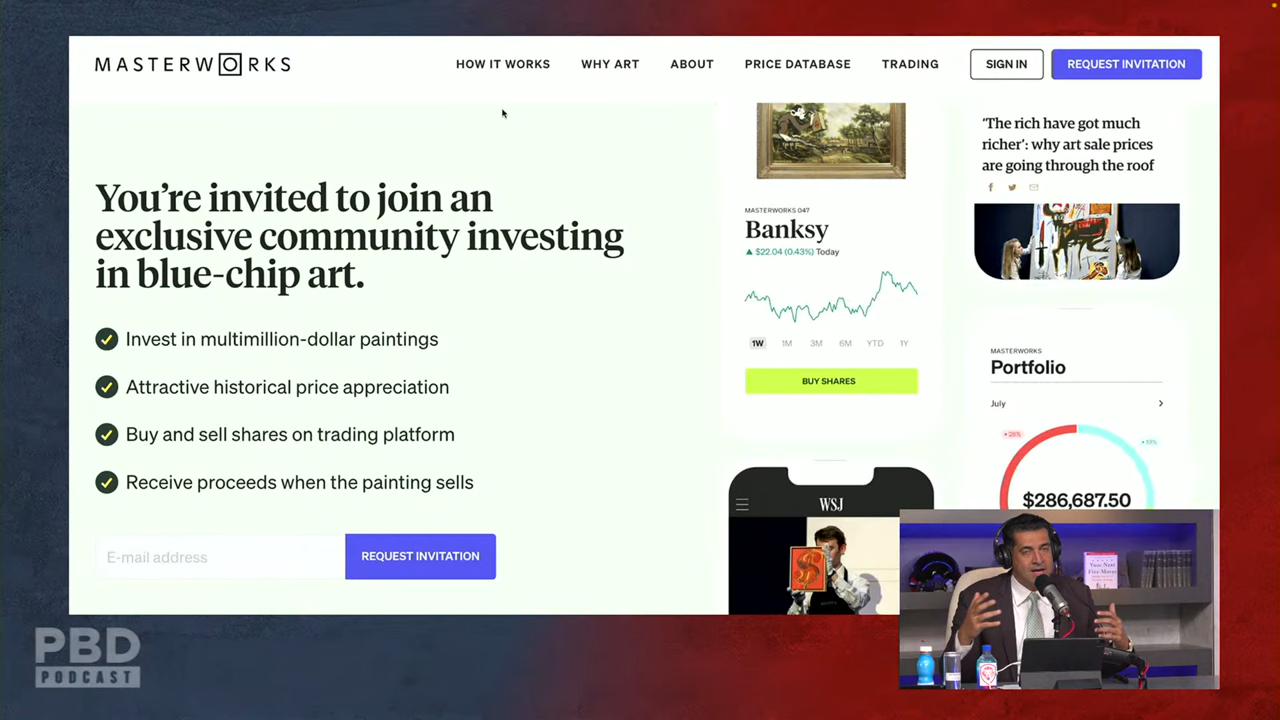 MASTERWORKS
HOW IT WORKS
WHY ART
ABOUT
PRICE DATABASE
TRADING
SIGN IN
REQUEST INVITATION
You're invited to join an
exclusive community investing
in blue-chip art.
Invest in multimillion-dollar paintings
Attractive historical price appreciation
Buy and sell shares on trading platform
Receive proceeds when the painting sells
E-mail address
REQUEST INVITATION
MASTERWORKS 047
Banksy
$22.04 (0.43%) Today
1W 1M 3M 6M YTD 1Y
BUY SHARES
WSJ
'The rich have got much
richer': why art sale prices
are going through the roof
MASTERWORKS
Portfolio
July
$286,687.50
PBD
PODCAST